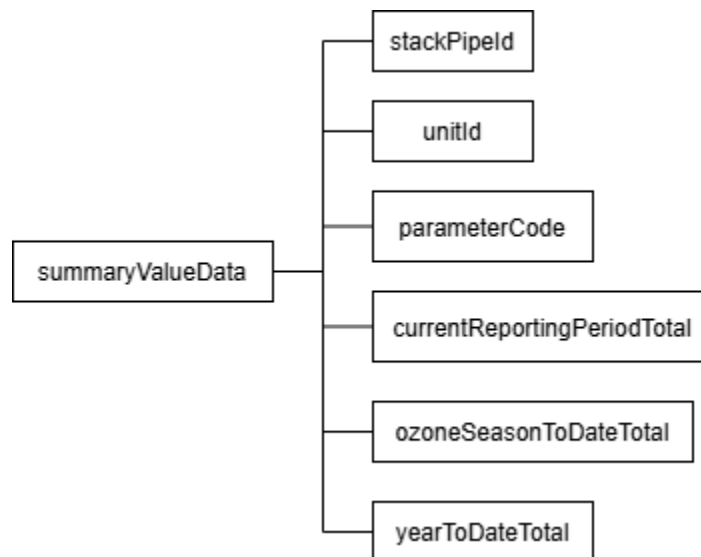 stackPipeId
unitId
parameterCode
summaryValueData
currentReportingPeriodTotal
ozoneSeasonToDateTotal
yearToDateTotal